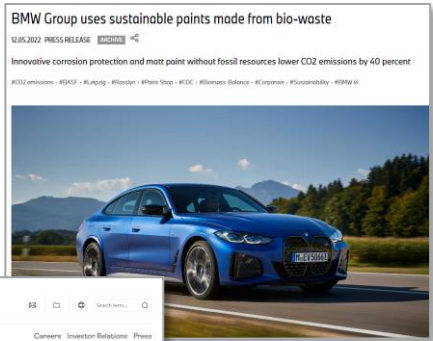 BMW Group uses sustainable paints made from bio-waste
12.05.2022 PRESS RELEASE ARCHIVE
Innovative corrosion protection and matt paint without fossil resources lower CO2 emissions by 40 percent
#CO2 emissions · #BASF · #Leipzig · #Rosslyn · #Paint Shop · #CDC · #Biomass-Balance · #Corporate · #Sustainability · #BMW i4
Search term...
Careers Investor Relations Press